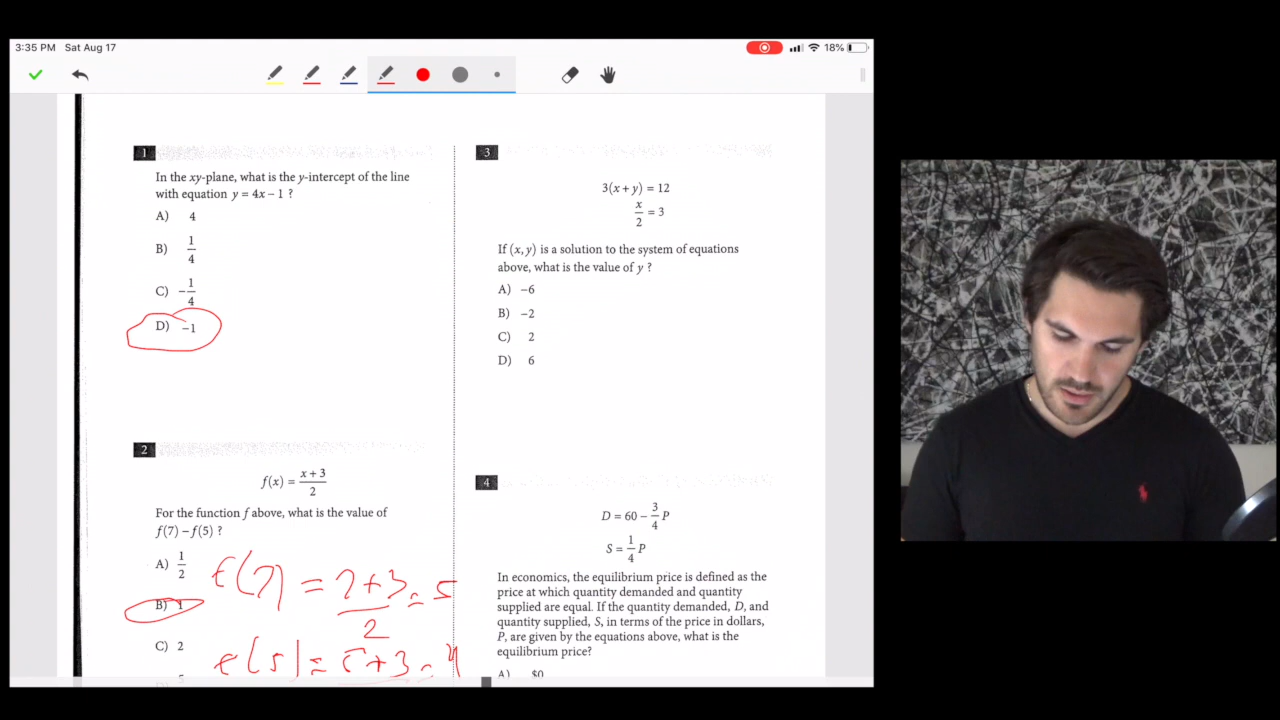 3:35 PM Sat Aug 17
18%
1
In the xy-plane, what is the y-intercept of the line
with equation y = 4x – 1 ?
A) 4
B) 1/4
C) –1/4
D) –1
2
f(x) = (x + 3)/2
For the function f above, what is the value of
f(7) – f(5) ?
A) 1/2
f(7) = 7+3/2 = 5
B) 1
C) 2
f(5) = 5+3 = 4
3
3(x + y) = 12
x/2 = 3
If (x, y) is a solution to the system of equations
above, what is the value of y ?
A) –6
B) –2
C) 2
D) 6
4
D = 60 – 3/4 P
S = 1/4 P
In economics, the equilibrium price is defined as the
price at which quantity demanded and quantity
supplied are equal. If the quantity demanded, D, and
quantity supplied, S, in terms of the price in dollars,
P, are given by the equations above, what is the
equilibrium price?
A) $0